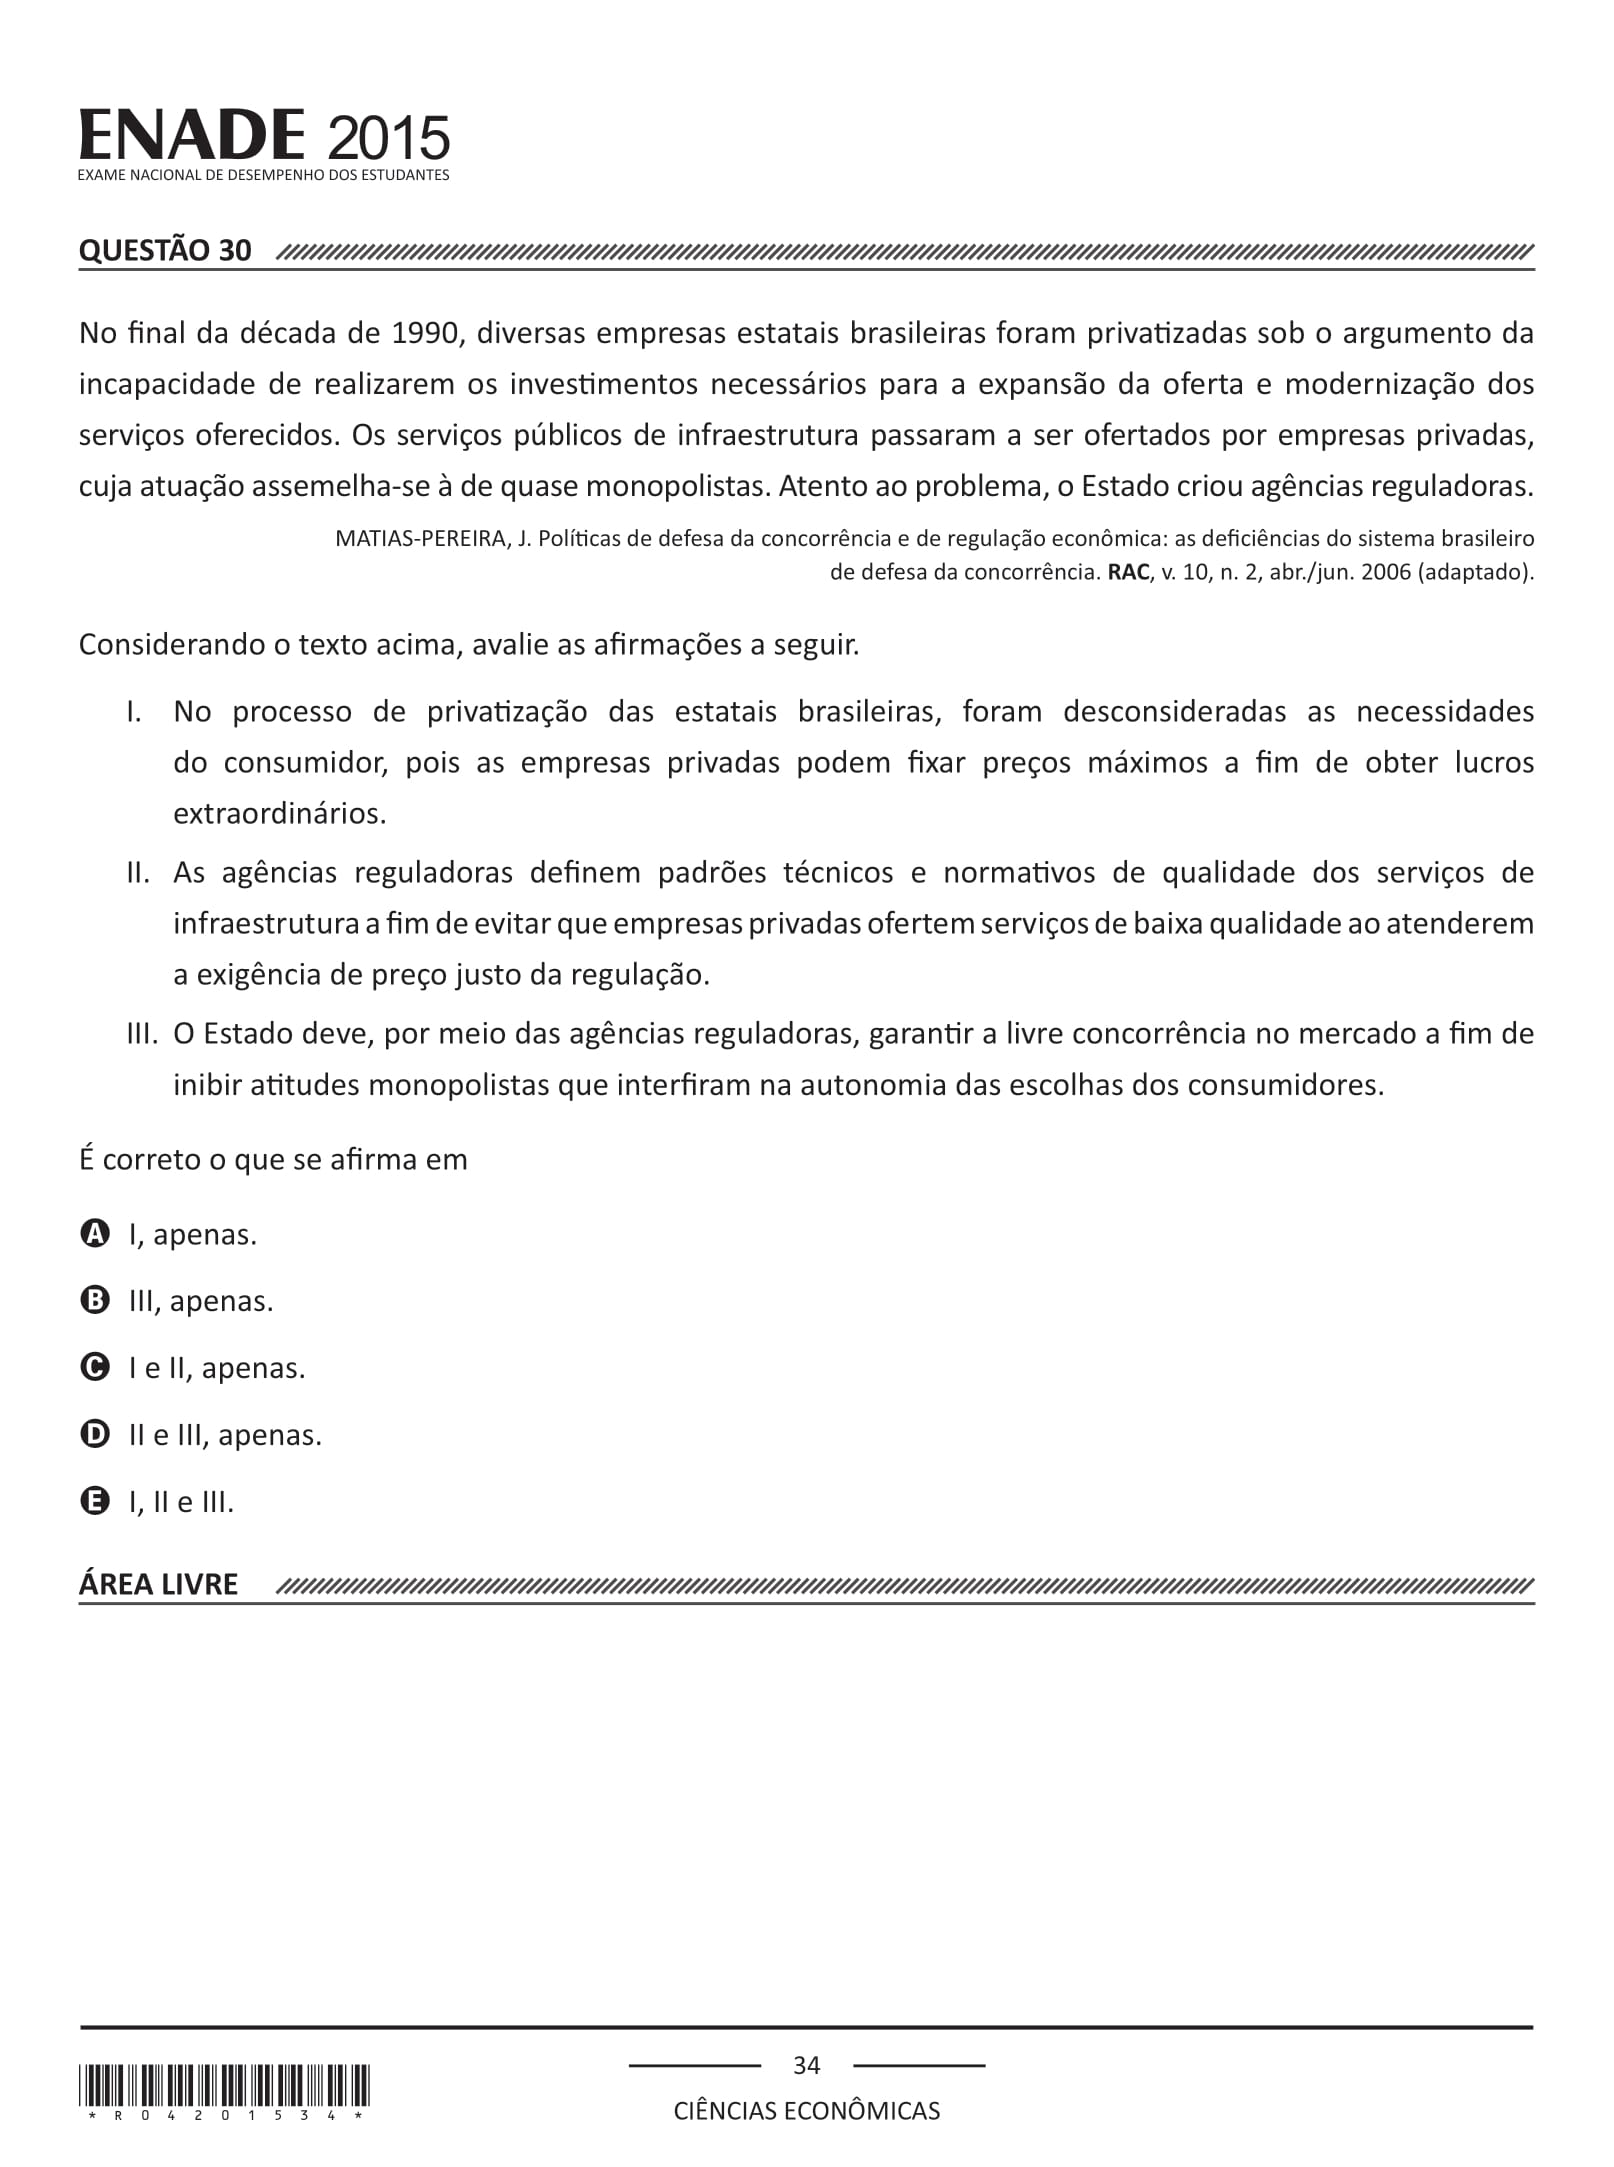 ENADE 2015
EXAME NACIONAL DE DESEMPENHO DOS ESTUDANTES
QUESTÃO 30
No final da década de 1990, diversas empresas estatais brasileiras foram privatizadas sob o argumento da
incapacidade de realizarem os investimentos necessários para a expansão da oferta e modernização dos
serviços oferecidos. Os serviços públicos de infraestrutura passaram a ser ofertados por empresas privadas,
cuja atuação assemelha-se à de quase monopolistas. Atento ao problema, o Estado criou agências reguladoras.
MATIAS-PEREIRA, J. Políticas de defesa da concorrência e de regulação econômica: as deficiências do sistema brasileiro
de defesa da concorrência. RAC, v. 10, n. 2, abr./jun. 2006 (adaptado).
Considerando o texto acima, avalie as afirmações a seguir.
I. No processo de privatização das estatais brasileiras, foram desconsideradas as necessidades
do consumidor, pois as empresas privadas podem fixar preços máximos a fim de obter lucros
extraordinários.
II. As agências reguladoras definem padrões técnicos e normativos de qualidade dos serviços de
infraestrutura a fim de evitar que empresas privadas ofertem serviços de baixa qualidade ao atenderem
a exigência de preço justo da regulação.
III. O Estado deve, por meio das agências reguladoras, garantir a livre concorrência no mercado a fim de
inibir atitudes monopolistas que interfiram na autonomia das escolhas dos consumidores.
É correto o que se afirma em
A I, apenas.
B III, apenas.
C I e II, apenas.
D II e III, apenas.
E I, II e III.
ÁREA LIVRE
34
CIÊNCIAS ECONÔMICAS
* R 0 4 2 0 1 5 3 4 *